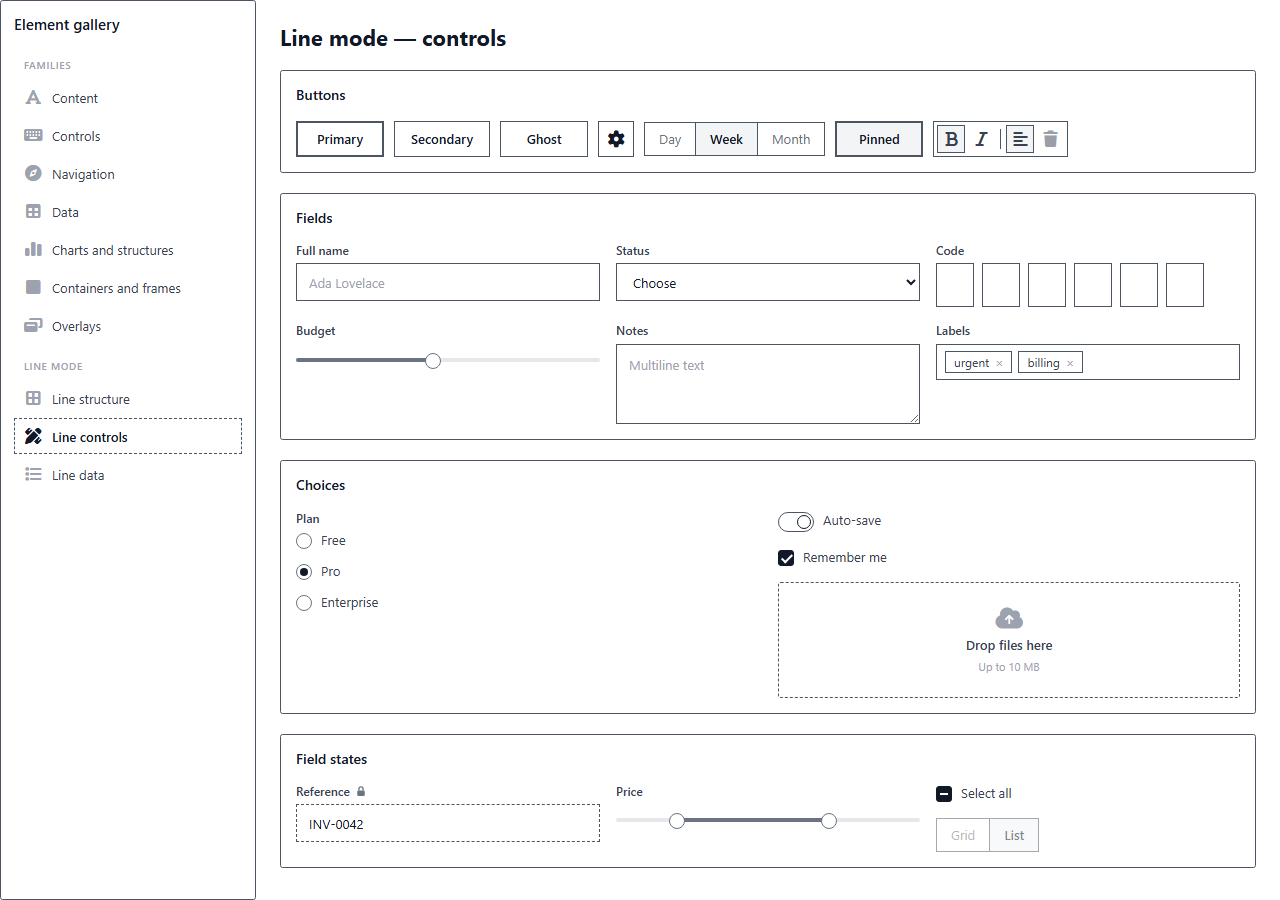 Element gallery
FAMILIES
Content
Controls
Navigation
Data
Charts and structures
Containers and frames
Overlays
LINE MODE
Line structure
Line controls
Line data
Line mode — controls
Buttons
Primary Secondary Ghost Day Week Month Pinned B I
Fields
Full name Status Code
Ada Lovelace Choose
Budget Notes Labels
Multiline text urgent × billing ×
Choices
Plan
Free
Pro
Enterprise
Auto-save
Remember me
Drop files here
Up to 10 MB
Field states
Reference Price Select all
INV-0042
Grid List